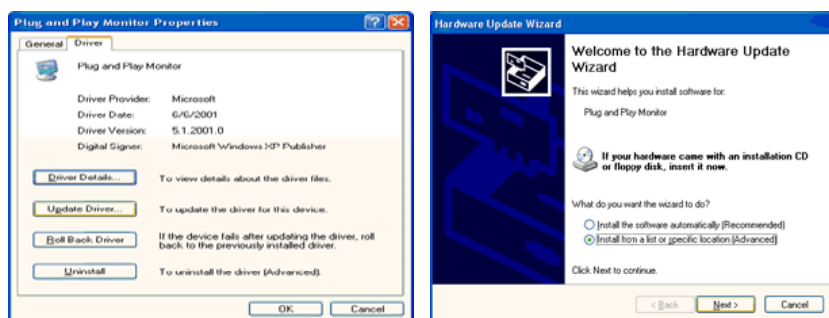 Plug and Play Monitor Properties
General Driver
Plug and Play Monitor
Driver Provider: Microsoft
Driver Date: 6/6/2001
Driver Version: 5.1.2001.0
Digital Signer: Microsoft Windows XP Publisher
Driver Details... To view details about the driver files.
Update Driver... To update the driver for this device.
Roll Back Driver If the device fails after updating the driver, roll
back to the previously installed driver.
Uninstall To uninstall the driver (Advanced).
OK Cancel
Hardware Update Wizard
Welcome to the Hardware Update
Wizard
This wizard helps you install software for:
Plug and Play Monitor
If your hardware came with an installation CD
or floppy disk, insert it now.
What do you want the wizard to do?
Install the software automatically (Recommended)
Install from a list or specific location (Advanced)
Click Next to continue.
< Back Next > Cancel